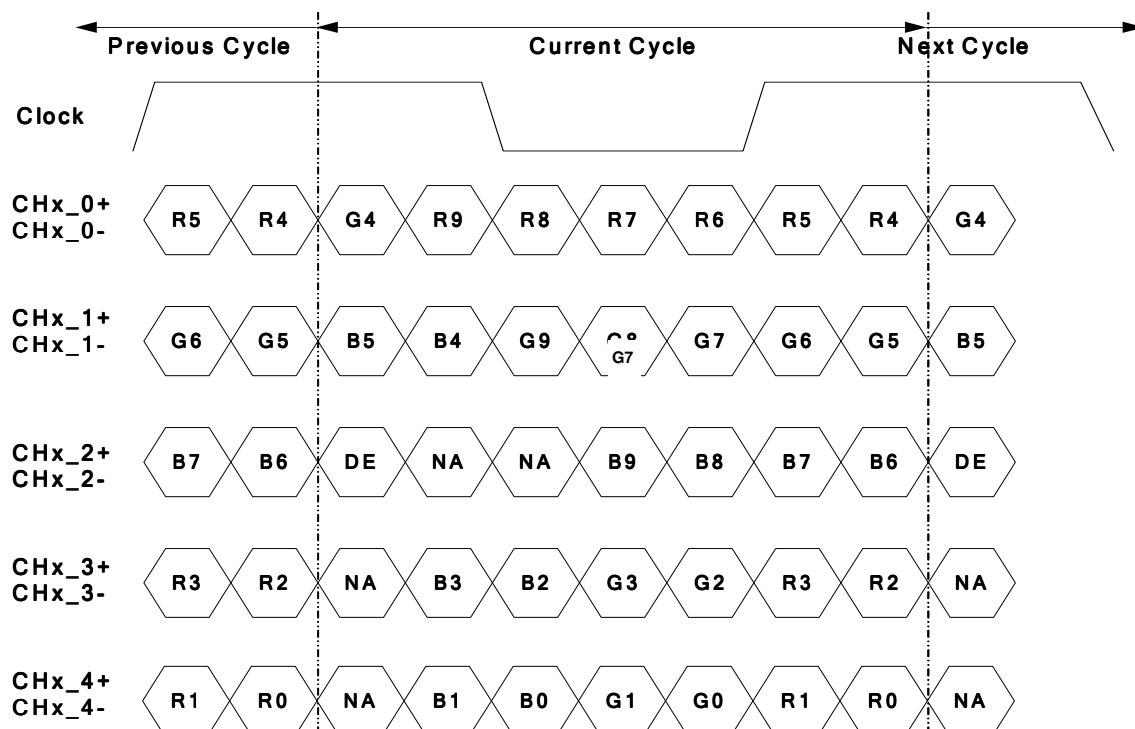 Previous Cycle Current Cycle Next Cycle
Clock
CHx_0+
CHx_0-
R5 R4 G4 R9 R8 R7 R6 R5 R4 G4
CHx_1+
CHx_1-
G6 G5 B5 B4 G9 G7 G7 G6 G5 B5
CHx_2+
CHx_2-
B7 B6 DE NA NA B9 B8 B7 B6 DE
CHx_3+
CHx_3-
R3 R2 NA B3 B2 G3 G2 R3 R2 NA
CHx_4+
CHx_4-
R1 R0 NA B1 B0 G1 G0 R1 R0 NA